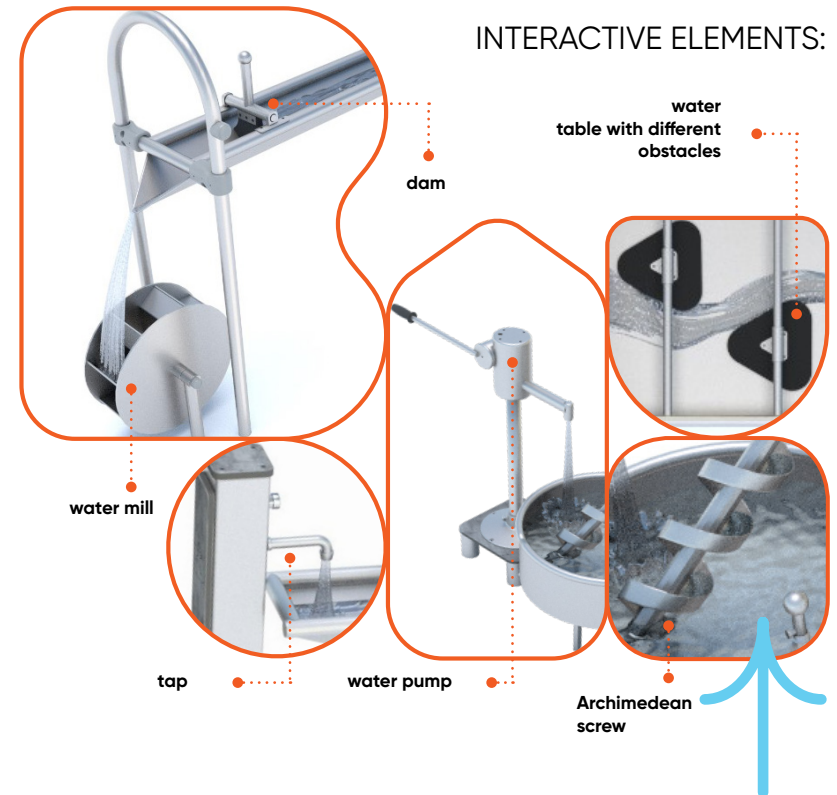 INTERACTIVE ELEMENTS:
water
table with different
obstacles
dam
water mill
tap
water pump
Archimedean
screw